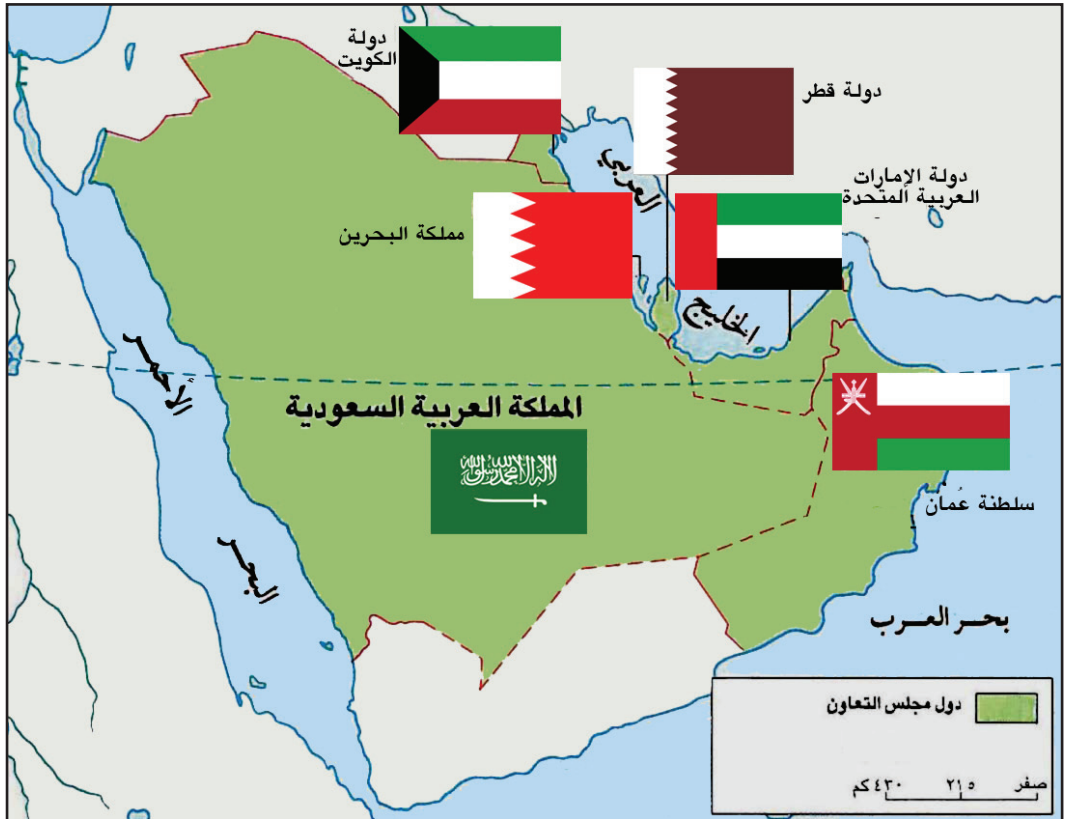 دولة
الكويت
دولة قطر
دولة الإمارات
العربية المتحدة
مملكة البحرين
الخليج
العربي
المملكة العربية السعودية
لا إله إلا الله محمد رسول الله
البحر
الأحمر
سلطنة عُمان
بحر العرب
دول مجلس التعاون
صفر ٢١٥ ٤٣٠ كم